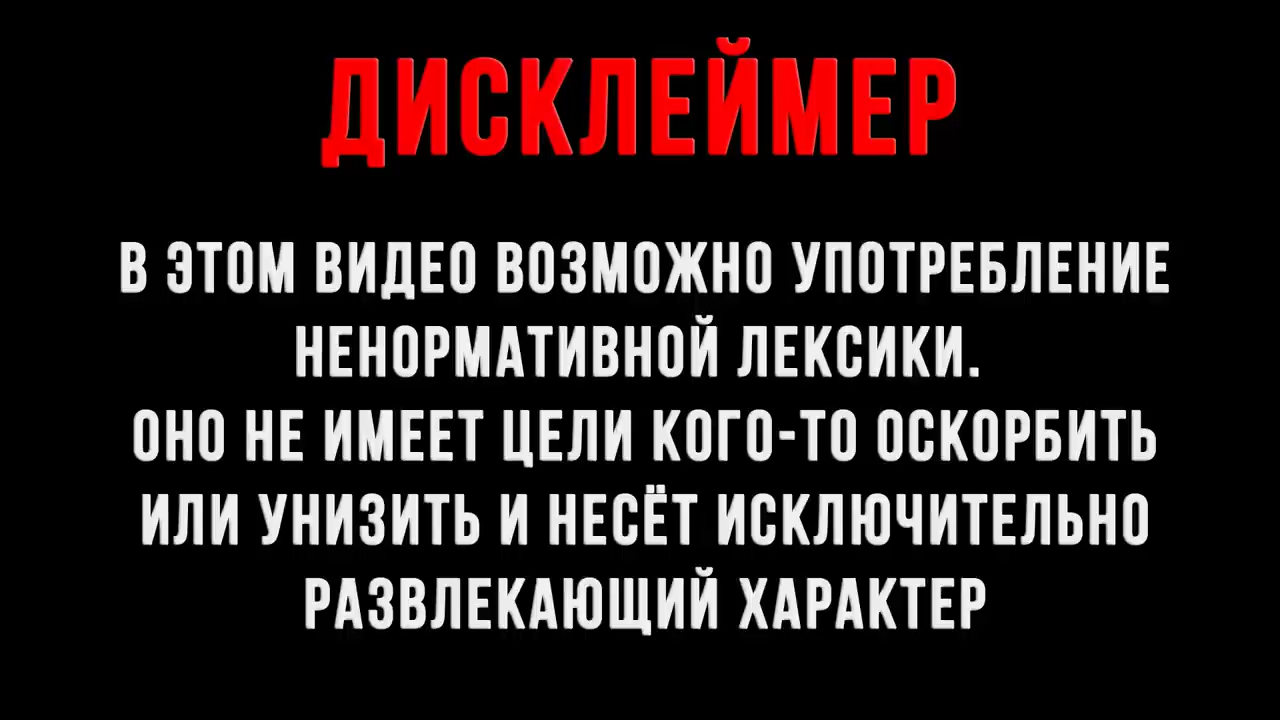 ДИСКЛЕЙМЕР
В ЭТОМ ВИДЕО ВОЗМОЖНО УПОТРЕБЛЕНИЕ
НЕНОРМАТИВНОЙ ЛЕКСИКИ.
ОНО НЕ ИМЕЕТ ЦЕЛИ КОГО-ТО ОСКОРБИТЬ
ИЛИ УНИЗИТЬ И НЕСЁТ ИСКЛЮЧИТЕЛЬНО
РАЗВЛЕКАЮЩИЙ ХАРАКТЕР